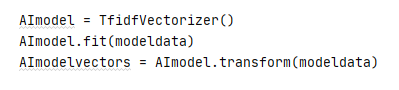 AImodel = TfidfVectorizer()
AImodel.fit(modeldata)
AImodelvectors = AImodel.transform(modeldata)